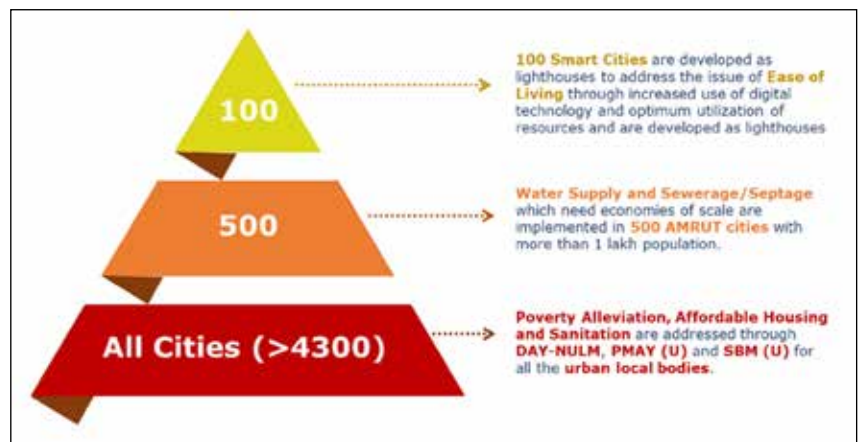 100
100 Smart Cities are developed as
lighthouses to address the issue of Ease of
Living through increased use of digital
technology and optimum utilization of
resources and are developed as lighthouses
500
Water Supply and Sewerage/Septage
which need economies of scale are
implemented in 500 AMRUT cities with
more than 1 lakh population.
All Cities (>4300)
Poverty Alleviation, Affordable Housing
and Sanitation are addressed through
DAY-NULM, PMAY (U) and SBM (U) for
all the urban local bodies.